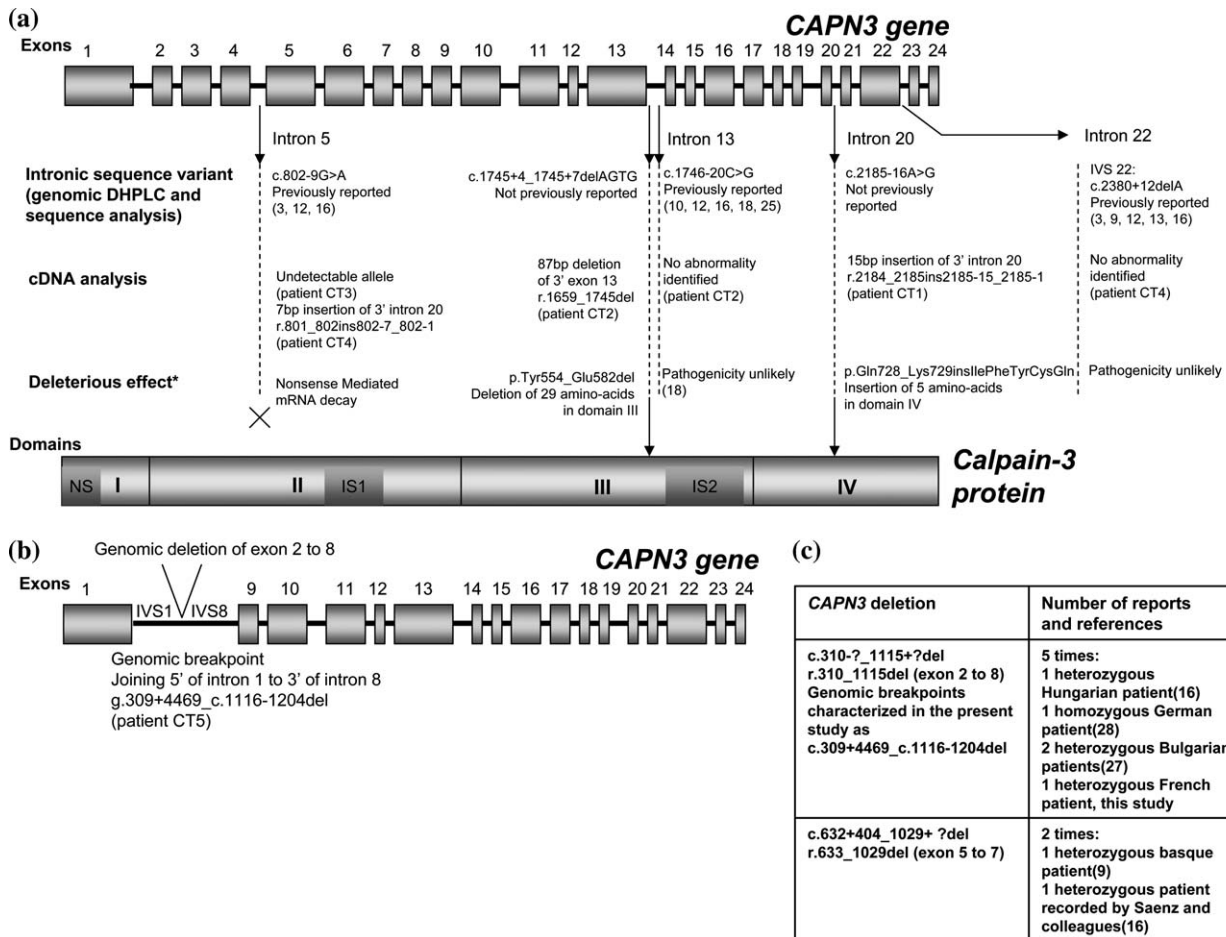 (a)
CAPN3 gene
Exons 1 2 3 4 5 6 7 8 9 10 11 12 13 14 15 16 17 18 19 20 21 22 23 24
Intron 5
Intron 13
Intron 20
Intron 22
Intronic sequence variant
(genomic DHPLC and
sequence analysis)
c.802-9G>A
Previously reported
(3, 12, 16)
c.1745+4_1745+7delAGTG
Not previously reported
c.1746-20C>G
Previously reported
(10, 12, 16, 18, 25)
c.2185-16A>G
Not previously
reported
IVS 22:
c.2380+12delA
Previously reported
(3, 9, 12, 13, 16)
cDNA analysis
Undetectable allele
(patient CT3)
7bp insertion of 3' intron 20
r.801_802ins802-7_802-1
(patient CT4)
87bp deletion
of 3' exon 13
r.1659_1745del
(patient CT2)
No abnormality
identified
(patient CT2)
15bp insertion of 3' intron 20
r.2184_2185ins2185-15_2185-1
(patient CT1)
No abnormality
identified
(patient CT4)
Deleterious effect*
Nonsense Mediated
mRNA decay
p.Tyr554_Glu582del
Deletion of 29 amino-acids
in domain III
Pathogenicity unlikely
(18)
p.Gln728_Lys729insIlePheTyrCysGln
Insertion of 5 amino-acids
in domain IV
Pathogenicity unlikely
Domains
NS I II IS1 III IS2 IV
Calpain-3
protein
(b)
Genomic deletion of exon 2 to 8
CAPN3 gene
Exons 1 9 10 11 12 13 14 15 16 17 18 19 20 21 22 23 24
IVS1 IVS8
Genomic breakpoint
Joining 5' of intron 1 to 3' of intron 8
g.309+4469_c.1116-1204del
(patient CT5)
(c)
CAPN3 deletion
Number of reports
and references
c.310-?_1115+?del
r.310_1115del (exon 2 to 8)
Genomic breakpoints
characterized in the present
study as
c.309+4469_c.1116-1204del
5 times:
1 heterozygous
Hungarian patient(16)
1 homozygous German
patient(28)
2 heterozygous Bulgarian
patients(27)
1 heterozygous French
patient, this study
c.632+404_1029+ ?del
r.633_1029del (exon 5 to 7)
2 times:
1 heterozygous basque
patient(9)
1 heterozygous patient
recorded by Saenz and
colleagues(16)